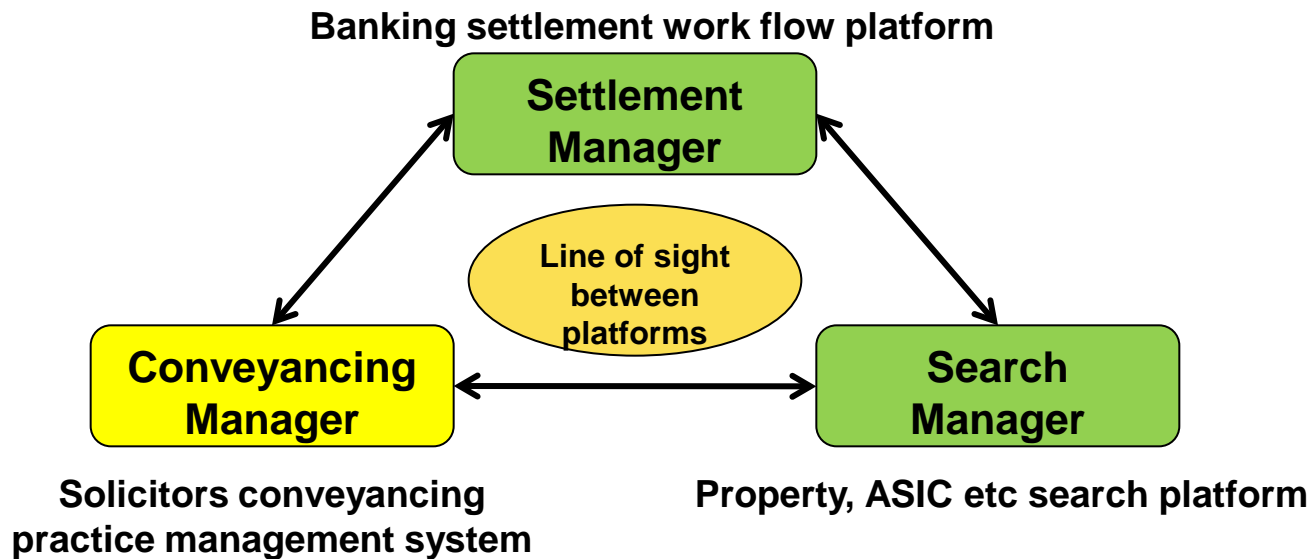 Banking settlement work flow platform
Settlement
Manager
Line of sight
between
platforms
Conveyancing
Manager
Search
Manager
Solicitors conveyancing
practice management system
Property, ASIC etc search platform